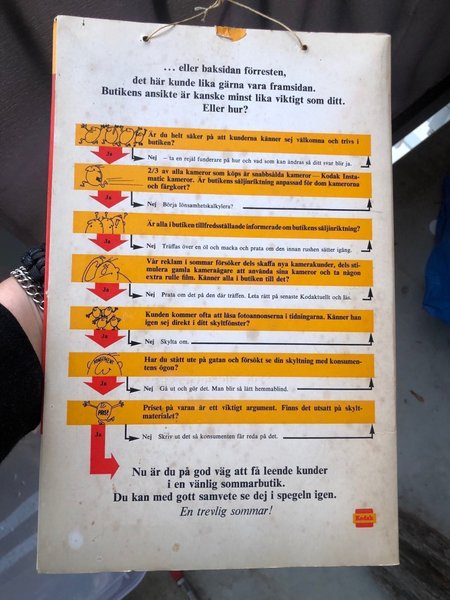 ... eller baksidan förresten,
det här kunde lika gärna vara framsidan.
Butikens ansikte är kanske minst lika viktigt som ditt.
Eller hur?
Är du helt säker på att kunderna känner sej välkomna och trivs i
butiken?
Ja
Nej – ta en rejäl funderare på hur och vad som kan ändras så ditt svar blir ja.
2/3 av alla kameror som köps är snabbsålda kameror — Kodak Insta-
matic kameror. Är butikens säljinriktning anpassad för dom kamerorna
och färgkort?
Ja
Nej Börja lönsamhetskalkylera?
Är alla i butiken tillfredsställande informerade om butikens säljinriktning?
Ja
Nej Träffas över en öl och macka och prata om den innan rushen sätter igång.
Vår reklam i sommar försöker dels skaffa nya kamerakunder, dels sti-
mulera gamla kameraägare att använda sina kameror och ta någon
extra rulle film. Känner alla i butiken till det?
Ja
Nej Prata om det på den där träffen. Leta rätt på senaste Kodaktuellt och läs.
Kunden kommer ofta att läsa fotoannonserna i tidningarna. Känner han
igen sej direkt i ditt skyltfönster?
Ja
Nej Skylta om.
Har du stått ute på gatan och försökt se din skyltning med konsumen-
tens ögon?
Ja
Nej Gå ut och gör det. Man blir så lätt hemmablind.
PRIS!
Priset på varan är ett viktigt argument. Finns det utsatt på skylt-
materialet?
Ja
Nej Skriv ut det så konsumenten får reda på det.
Nu är du på god väg att få leende kunder
i en vänlig sommarbutik.
Du kan med gott samvete se dej i spegeln igen.
En trevlig sommar!
Kodak